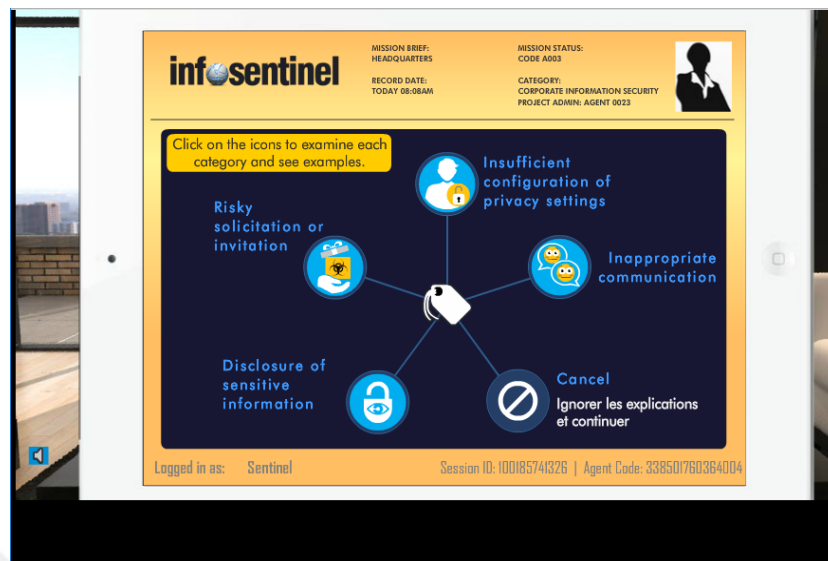 infosentinel
MISSION BRIEF:
HEADQUARTERS
RECORD DATE:
TODAY 08:08AM
MISSION STATUS:
CODE A003
CATEGORY:
CORPORATE INFORMATION SECURITY
PROJECT ADMIN: AGENT 0023
Click on the icons to examine each
category and see examples.
Insufficient
configuration of
privacy settings
Risky
solicitation or
invitation
Inappropriate
communication
Disclosure of
sensitive
information
Cancel
Ignorer les explications
et continuer
Logged in as: Sentinel
Session ID: 100185741326 | Agent Code: 338501760364004